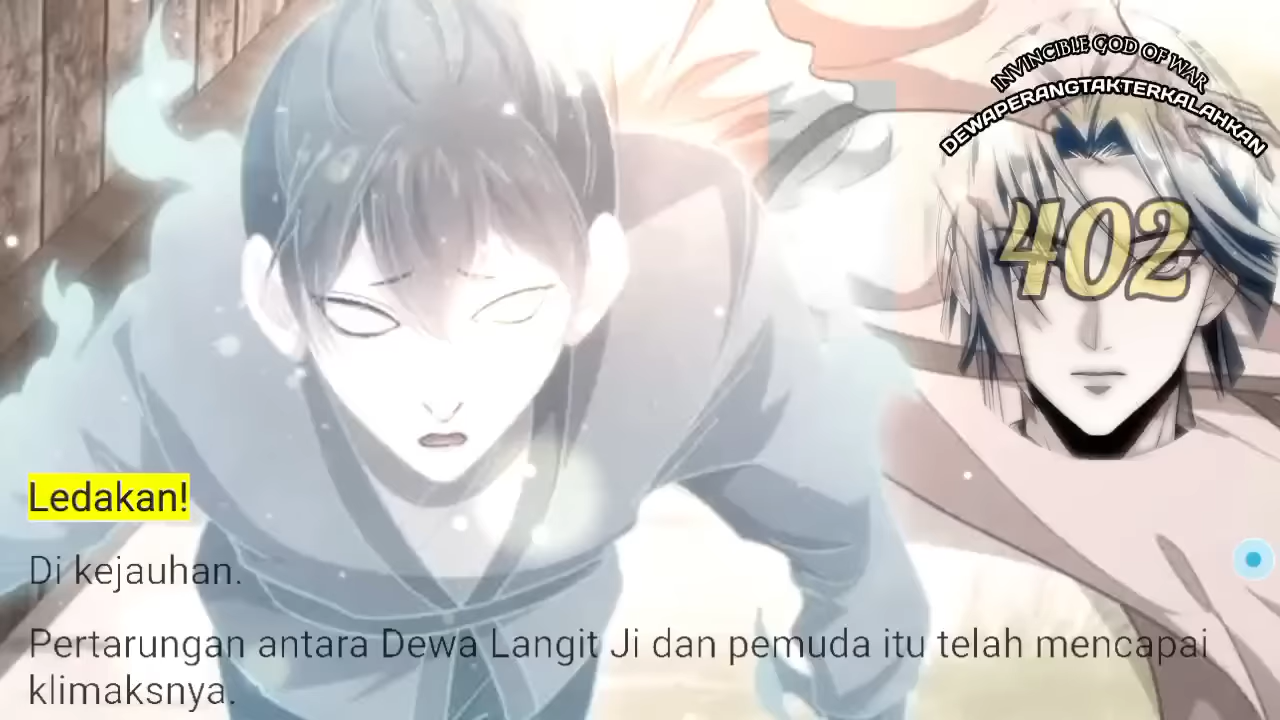 INVINCIBLE GOD OF WAR
DEWAPERANGTAKTERKALAHKAN
402
Ledakan!
Di kejauhan.
Pertarungan antara Dewa Langit Ji dan pemuda itu telah mencapai
klimaksnya.